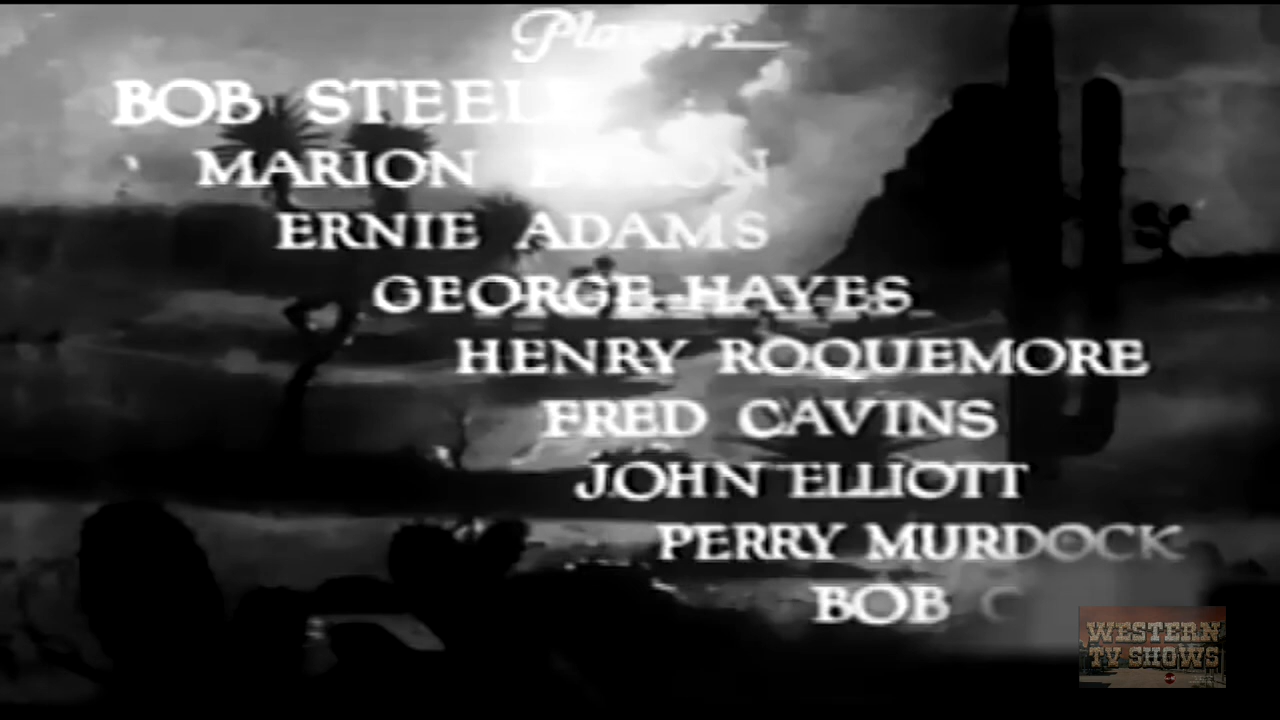 Players
BOB STEELE
MARION BYRON
ERNIE ADAMS
GEORGE HAYES
HENRY ROQUEMORE
FRED CAVINS
JOHN ELLIOTT
PERRY MURDOCK
BOB C
WESTERN
TV SHOWS